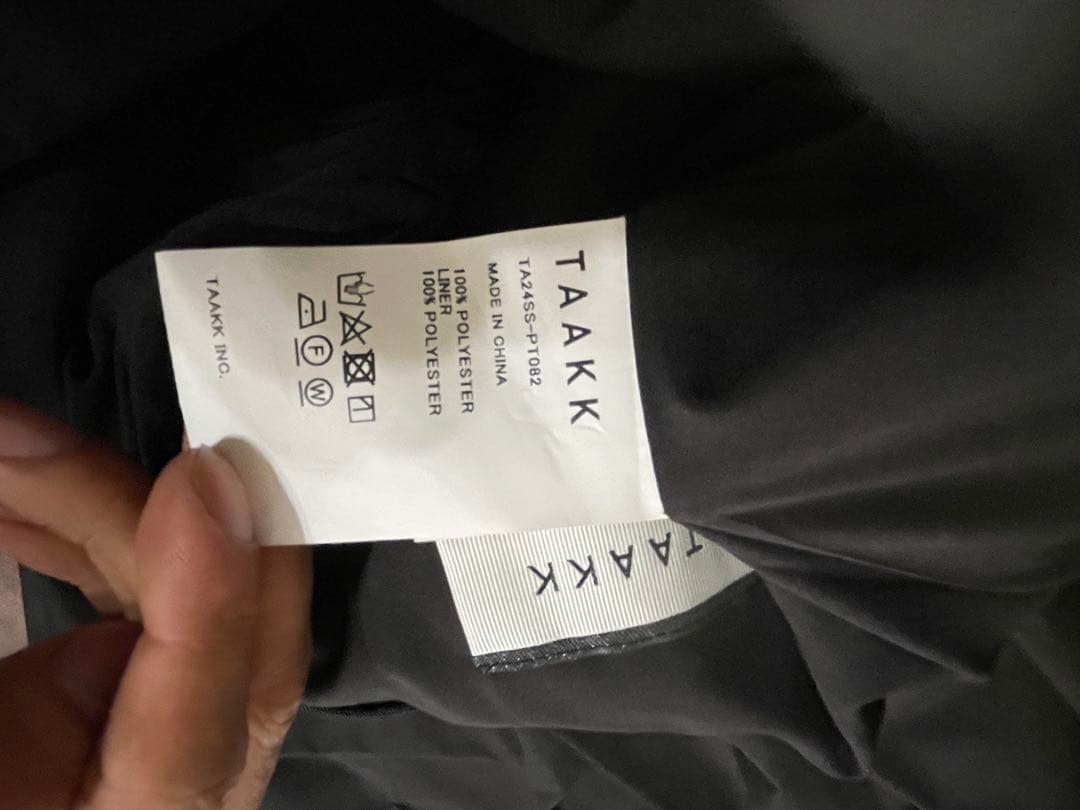 TAAKK
TA24SS-PT082
MADE IN CHINA
100% POLYESTER
LINER
100% POLYESTER
F W
TAAKK INC.
TAAKK